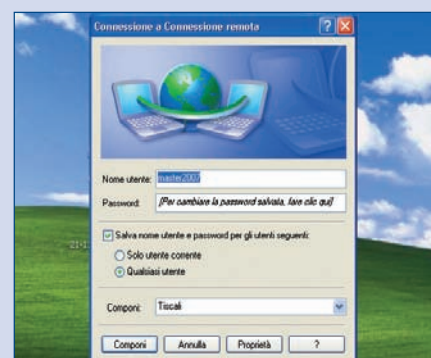 Connessione a Connessione remota
Nome utente: master2007
Password: [Per cambiare la password salvata, fare clic qui]
Salva nome utente e password per gli utenti seguenti:
Solo utente corrente
Qualsiasi utente
Componi: Tiscali
Componi Annulla Proprietà ?